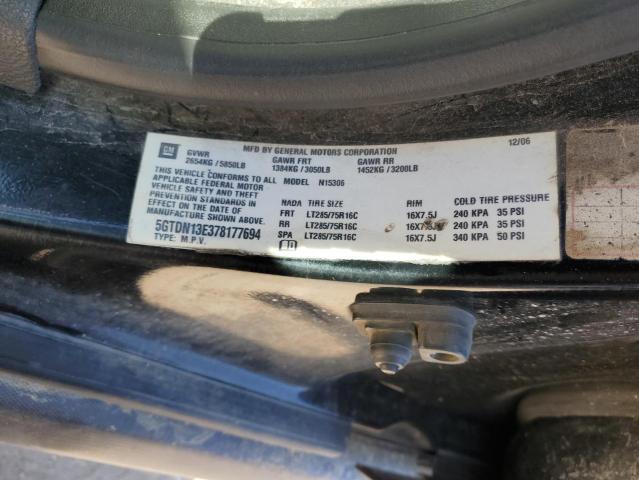 MFD BY GENERAL MOTORS CORPORATION 12/06
GM GVWR GAWR FRT GAWR RR
2654KG / 5850LB 1384KG / 3050LB 1452KG / 3200LB
THIS VEHICLE CONFORMS TO ALL MODEL N15306
APPLICABLE FEDERAL MOTOR
VEHICLE SAFETY AND THEFT
PREVENTION STANDARDS IN
EFFECT ON THE DATE OF
MANUFACTURE SHOWN ABOVE.
5GTDN13E378177694
TYPE: M.P.V.
NADA TIRE SIZE RIM COLD TIRE PRESSURE
FRT LT285/75R16C 16X7.5J 240 KPA 35 PSI
RR LT285/75R16C 16X7.5J 240 KPA 35 PSI
SPA LT285/75R16C 16X7.5J 340 KPA 50 PSI